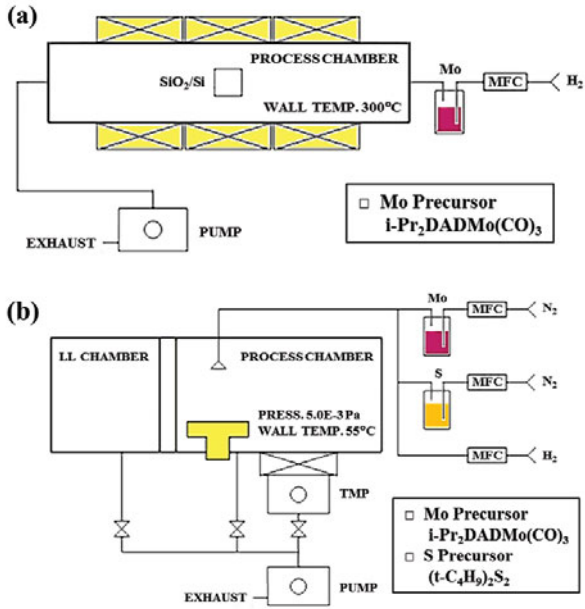 (a)
PROCESS CHAMBER
SiO₂/Si
WALL TEMP. 300°C
Mo
MFC
H₂
EXHAUST
PUMP
□ Mo Precursor
i-Pr₂DADMo(CO)₃
(b)
LL CHAMBER
PROCESS CHAMBER
PRESS. 5.0E-3 Pa
WALL TEMP. 55°C
Mo
MFC
N₂
S
MFC
N₂
MFC
H₂
TMP
EXHAUST
PUMP
□ Mo Precursor
i-Pr₂DADMo(CO)₃
□ S Precursor
(t-C₄H₉)₂S₂